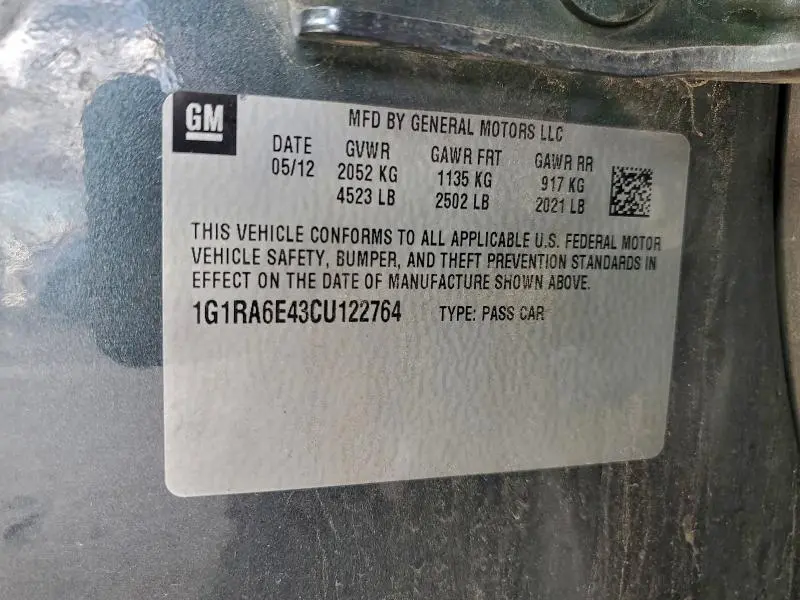 GM
MFD BY GENERAL MOTORS LLC
DATE GVWR GAWR FRT GAWR RR
05/12 2052 KG 1135 KG 917 KG
4523 LB 2502 LB 2021 LB
THIS VEHICLE CONFORMS TO ALL APPLICABLE U.S. FEDERAL MOTOR
VEHICLE SAFETY, BUMPER, AND THEFT PREVENTION STANDARDS IN
EFFECT ON THE DATE OF MANUFACTURE SHOWN ABOVE.
1G1RA6E43CU122764 TYPE: PASS CAR